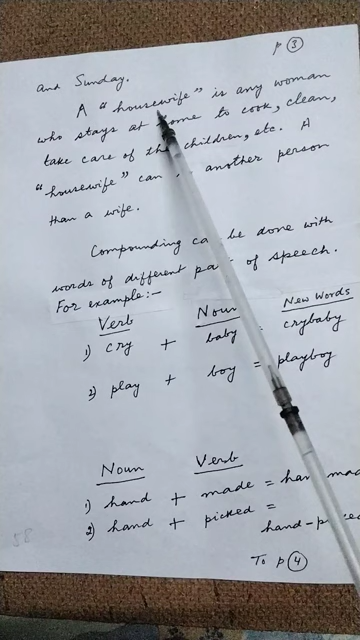 p 3
and Sunday.
A "housewife" is any woman
who stays at home to cook, clean,
take care of the children, etc. A
"housewife" can another person
than a wife.
Compounding can be done with
words of different parts of speech.
For example:-
Verb Noun New Words
1) cry + baby = crybaby
2) play + boy = playboy
Noun Verb
1) hand + made = handmade
2) hand + picked =
hand-picked
To p 4
58